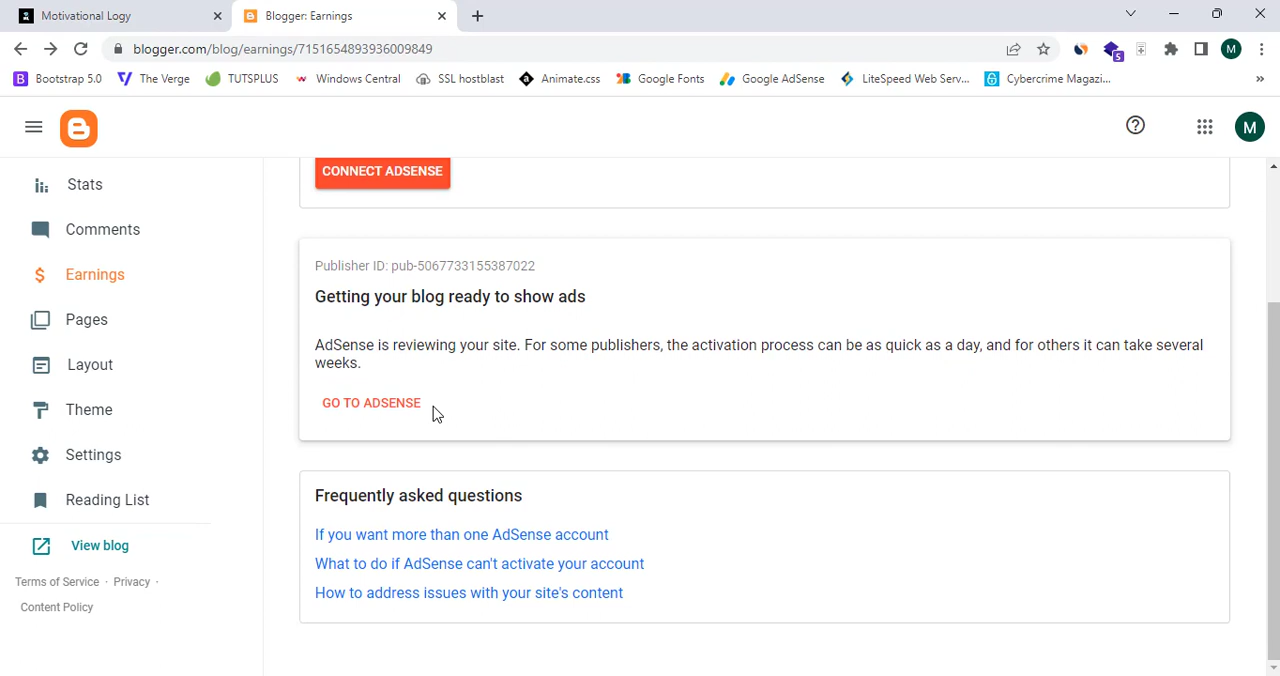 Motivational Logy
Blogger: Earnings
blogger.com/blog/earnings/7151654893936009849
5
M
B Bootstrap 5.0
The Verge
TUTSPLUS
Windows Central
SSL hostblast
Animate.css
Google Fonts
Google AdSense
LiteSpeed Web Serv...
Cybercrime Magazi...
»
M
Stats
Comments
Earnings
Pages
Layout
Theme
Settings
Reading List
View blog
Terms of Service · Privacy ·
Content Policy
CONNECT ADSENSE
Publisher ID: pub-5067733155387022
Getting your blog ready to show ads
AdSense is reviewing your site. For some publishers, the activation process can be as quick as a day, and for others it can take several
weeks.
GO TO ADSENSE
Frequently asked questions
If you want more than one AdSense account
What to do if AdSense can't activate your account
How to address issues with your site's content